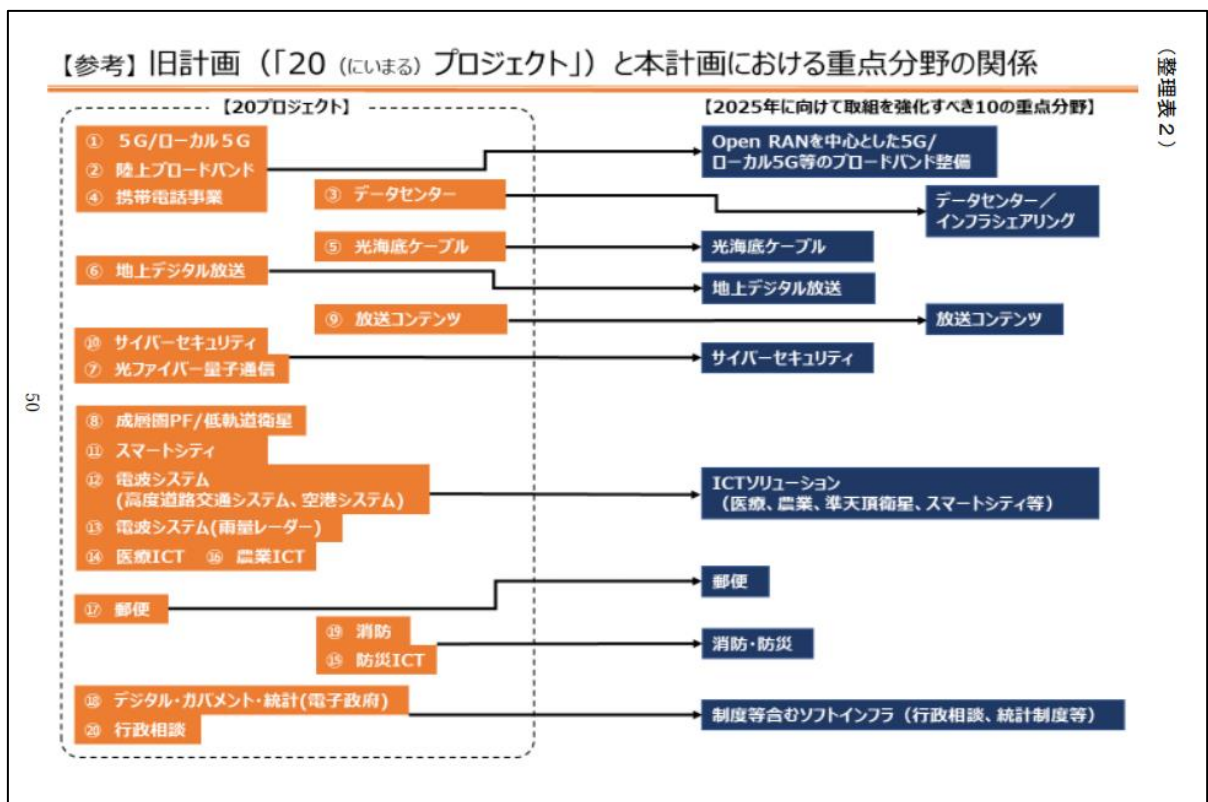 【参考】旧計画（「20（にいまる）プロジェクト」）と本計画における重点分野の関係
（整理表２）
【20プロジェクト】
【2025年に向けて取組を強化すべき10の重点分野】
① ５G/ローカル５G
② 陸上ブロードバンド
④ 携帯電話事業
Open RANを中心とした5G/
ローカル5G等のブロードバンド整備
③ データセンター
データセンター／
インフラシェアリング
⑤ 光海底ケーブル
光海底ケーブル
⑥ 地上デジタル放送
地上デジタル放送
⑨ 放送コンテンツ
放送コンテンツ
⑩ サイバーセキュリティ
⑦ 光ファイバー量子通信
サイバーセキュリティ
⑧ 成層圏PF/低軌道衛星
⑪ スマートシティ
⑫ 電波システム
(高度道路交通システム、空港システム)
⑬ 電波システム(雨量レーダー)
⑭ 医療ICT ⑯ 農業ICT
ICTソリューション
（医療、農業、準天頂衛星、スマートシティ等）
⑰ 郵便
郵便
⑲ 消防
⑮ 防災ICT
消防・防災
⑱ デジタル・ガバメント・統計(電子政府)
⑳ 行政相談
制度等含むソフトインフラ（行政相談、統計制度等）
50